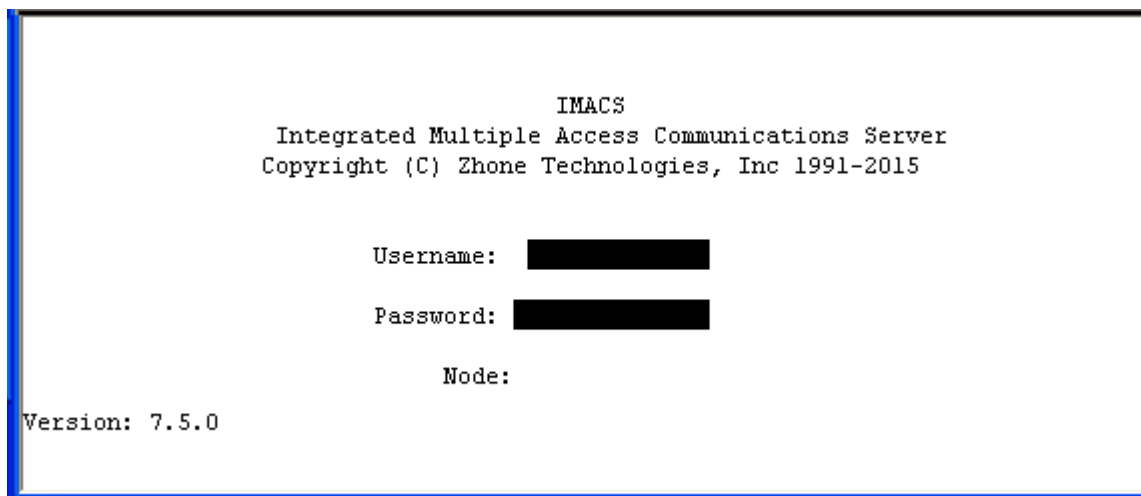 IMACS
Integrated Multiple Access Communications Server
Copyright (C) Zhone Technologies, Inc 1991-2015
Username:
Password:
Node:
Version: 7.5.0